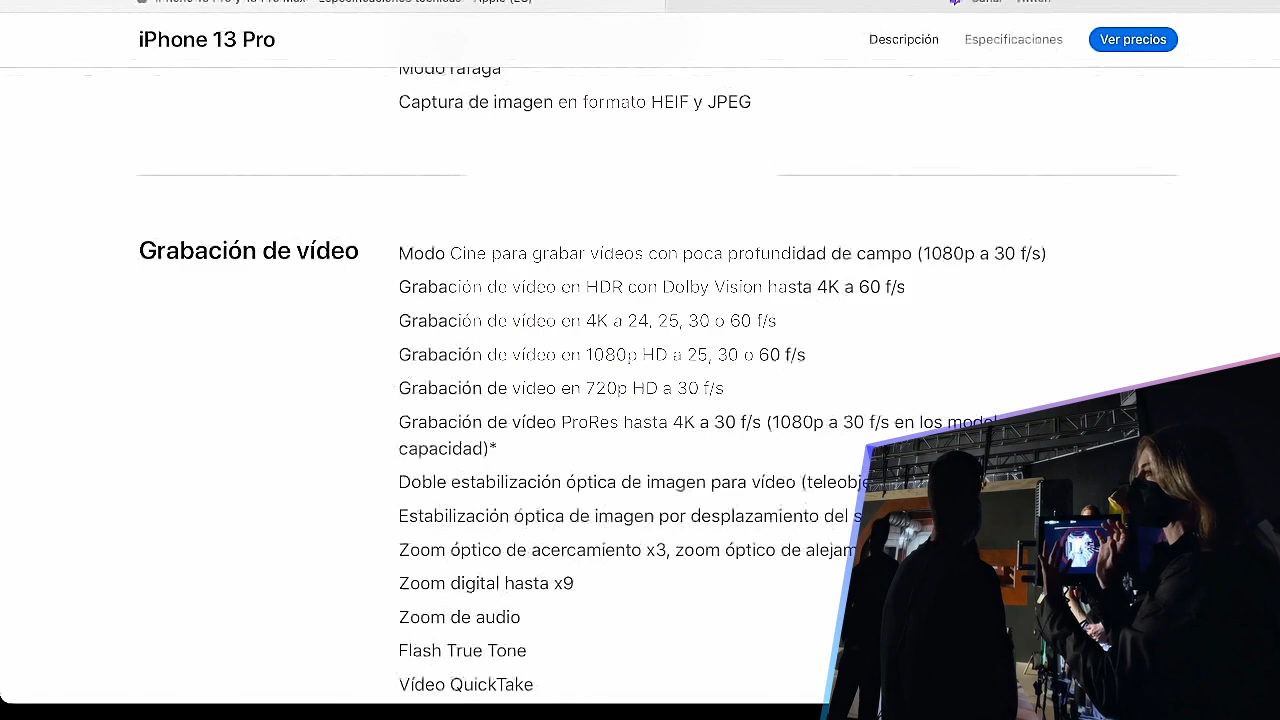 iPhone 13 Pro
Descripción
Especificaciones
Ver precios
Modo ráfaga
Captura de imagen en formato HEIF y JPEG
Grabación de vídeo
Modo Cine para grabar vídeos con poca profundidad de campo (1080p a 30 f/s)
Grabación de vídeo en HDR con Dolby Vision hasta 4K a 60 f/s
Grabación de vídeo en 4K a 24, 25, 30 o 60 f/s
Grabación de vídeo en 1080p HD a 25, 30 o 60 f/s
Grabación de vídeo en 720p HD a 30 f/s
Grabación de vídeo ProRes hasta 4K a 30 f/s (1080p a 30 f/s en los
capacidad)*
Doble estabilización óptica de imagen para vídeo
Estabilización óptica de imagen por desplazamiento del
Zoom óptico de acercamiento x3, zoom óptico de
Zoom digital hasta x9
Zoom de audio
Flash True Tone
Vídeo QuickTake